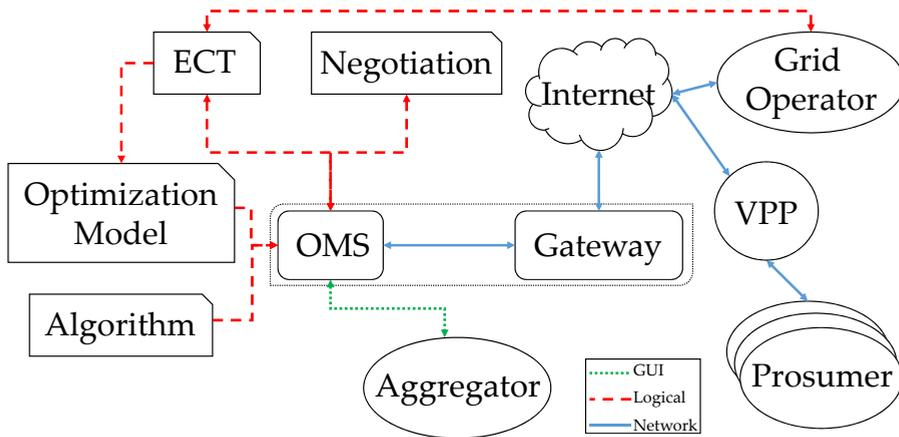 ECT
Negotiation
Internet
Grid
Operator
Optimization
Model
OMS
Gateway
VPP
Algorithm
Aggregator
Prosumer
GUI
Logical
Network